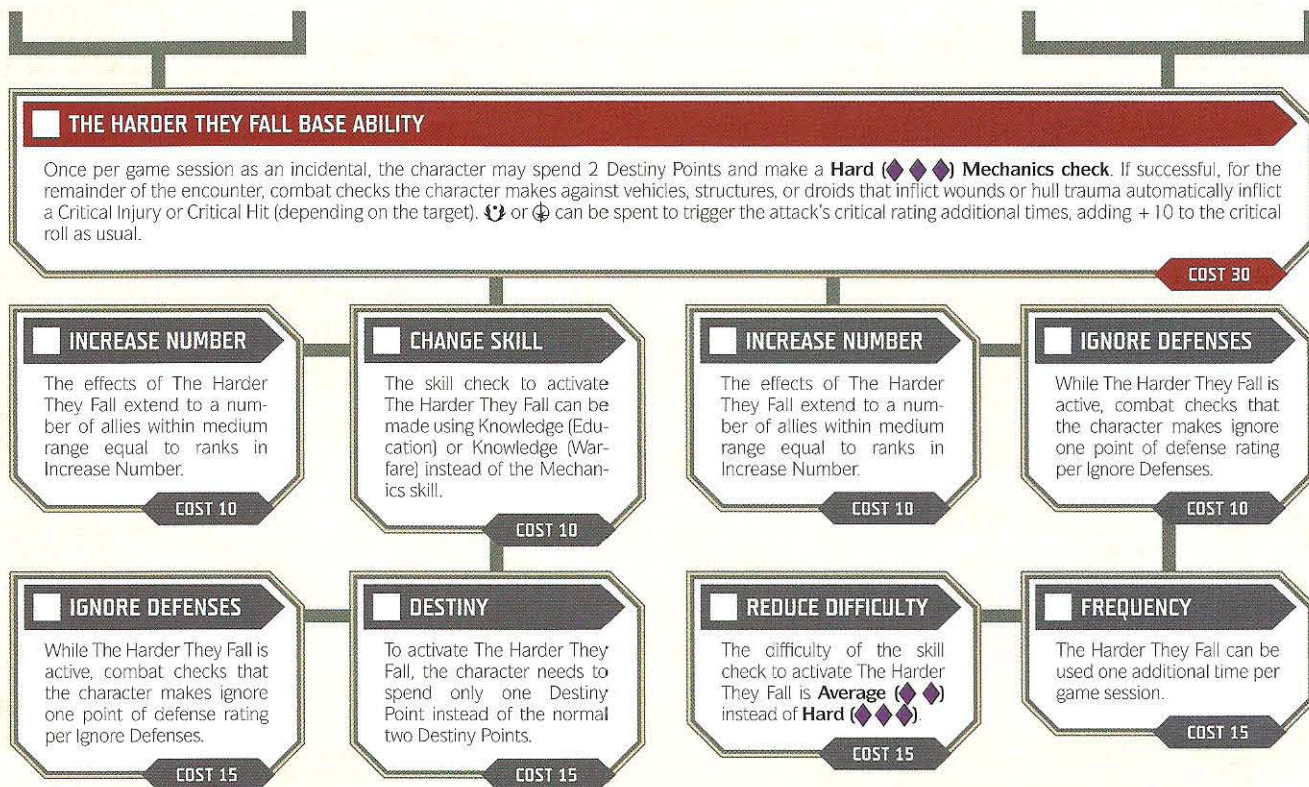 THE HARDER THEY FALL BASE ABILITY
Once per game session as an incidental, the character may spend 2 Destiny Points and make a Hard (◆◆◆) Mechanics check. If successful, for the
remainder of the encounter, combat checks the character makes against vehicles, structures, or droids that inflict wounds or hull trauma automatically inflict
a Critical Injury or Critical Hit (depending on the target). or can be spent to trigger the attack's critical rating additional times, adding +10 to the critical
roll as usual.
COST 30
INCREASE NUMBER
The effects of The Harder
They Fall extend to a num-
ber of allies within medium
range equal to ranks in
Increase Number.
COST 10
CHANGE SKILL
The skill check to activate
The Harder They Fall can be
made using Knowledge (Edu-
cation) or Knowledge (War-
fare) instead of the Mechan-
ics skill.
COST 10
INCREASE NUMBER
The effects of The Harder
They Fall extend to a num-
ber of allies within medium
range equal to ranks in
Increase Number.
COST 10
IGNORE DEFENSES
While The Harder They Fall is
active, combat checks that
the character makes ignore
one point of defense rating
per Ignore Defenses.
COST 10
IGNORE DEFENSES
While The Harder They Fall is
active, combat checks that
the character makes ignore
one point of defense rating
per Ignore Defenses.
COST 15
DESTINY
To activate The Harder They
Fall, the character needs to
spend only one Destiny
Point instead of the normal
two Destiny Points.
COST 15
REDUCE DIFFICULTY
The difficulty of the skill
check to activate The Harder
They Fall is Average (◆◆)
instead of Hard (◆◆◆).
COST 15
FREQUENCY
The Harder They Fall can be
used one additional time per
game session.
COST 15